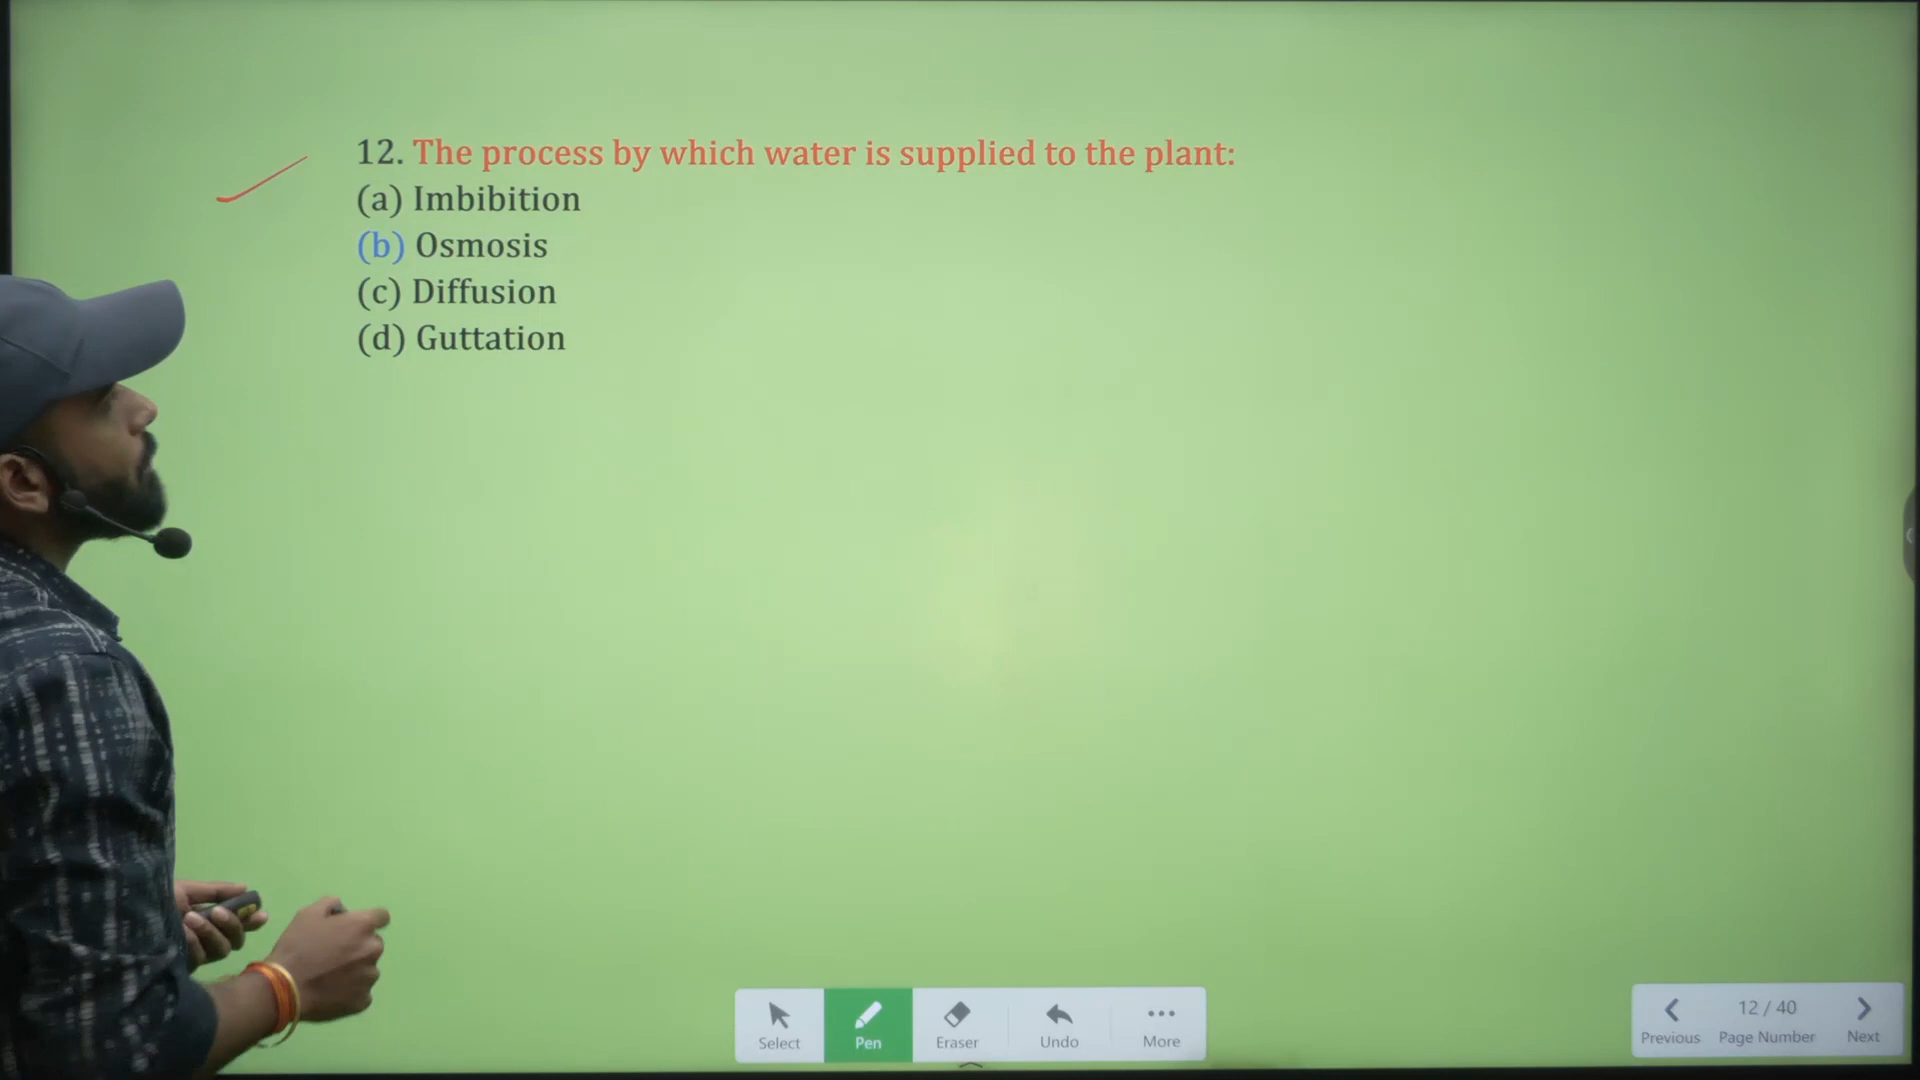 12. The process by which water is supplied to the plant:
(a) Imbibition
(b) Osmosis
(c) Diffusion
(d) Guttation
Select
Pen
Eraser
Undo
More
12 / 40
Previous
Page Number
Next